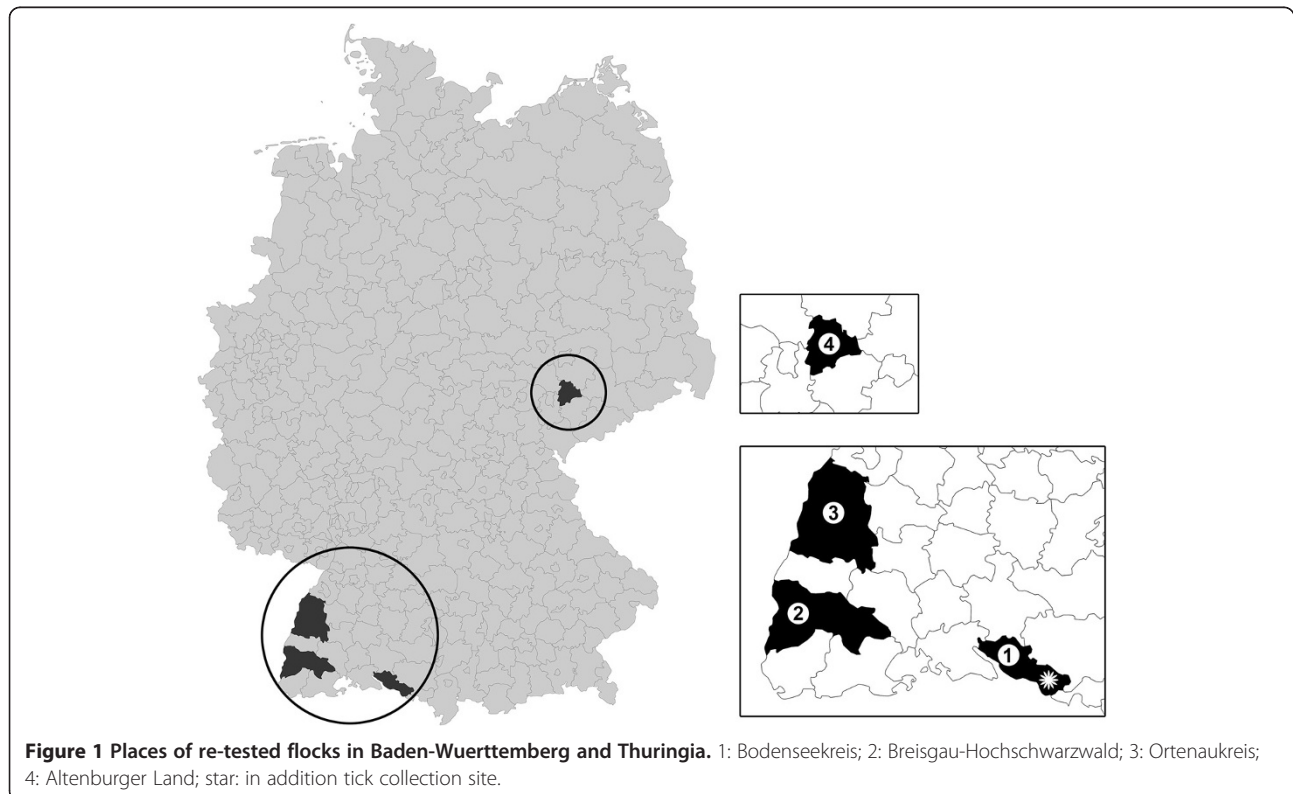 4
3
2
1
Figure 1 Places of re-tested flocks in Baden-Wuerttemberg and Thuringia. 1: Bodenseekreis; 2: Breisgau-Hochschwarzwald; 3: Ortenaukreis;
4: Altenburger Land; star: in addition tick collection site.